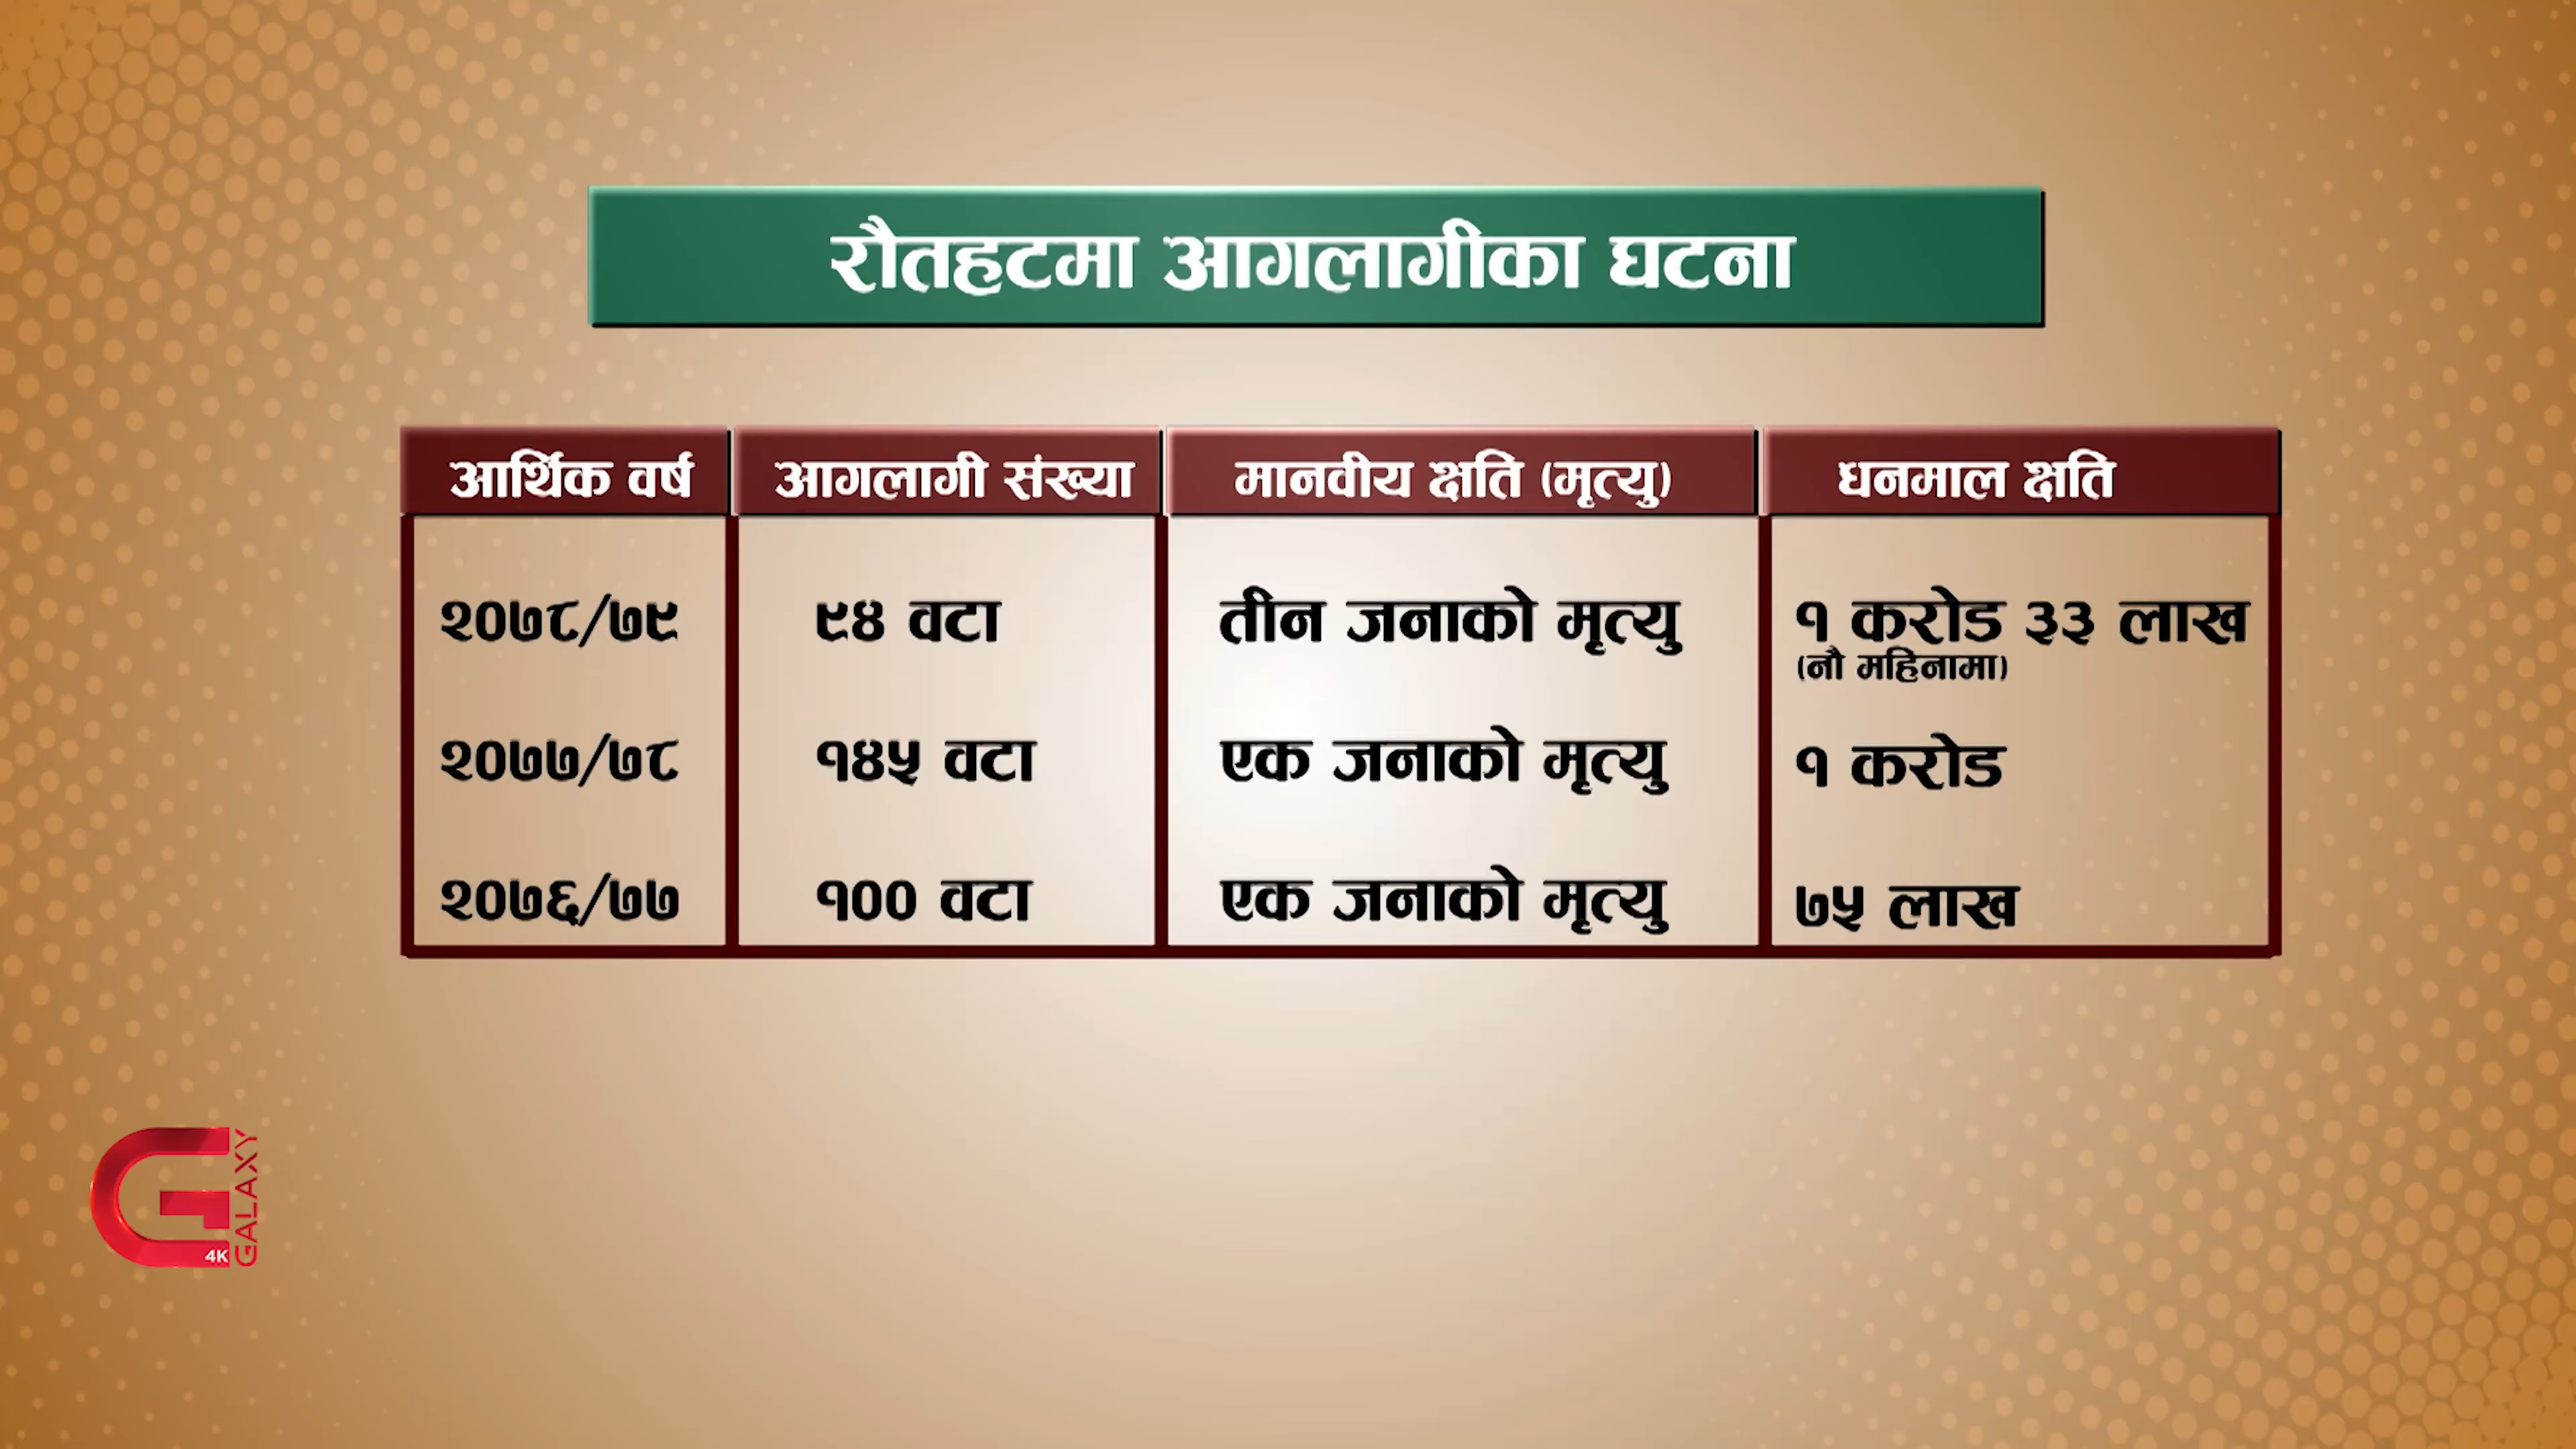 रौतहटमा आगलागीका घटना
आर्थिक वर्ष आगलागी संख्या मानवीय क्षति (मृत्यु) धनमाल क्षति
२०७८/७९ ९४ वटा तीन जनाको मृत्यु १ करोड ३३ लाख
(नौ महिनामा)
२०७७/७८ १४५ वटा एक जनाको मृत्यु १ करोड
२०७६/७७ १०० वटा एक जनाको मृत्यु ७५ लाख
GALAXY
4K